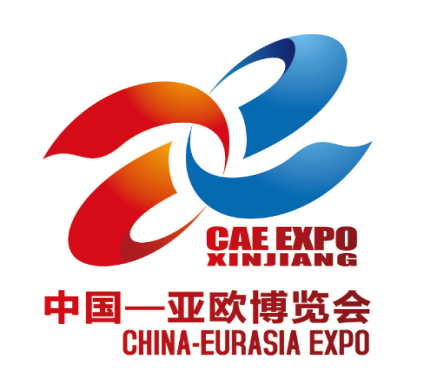 CAE EXPO
XINJIANG
中国—亚欧博览会
CHINA-EURASIA EXPO